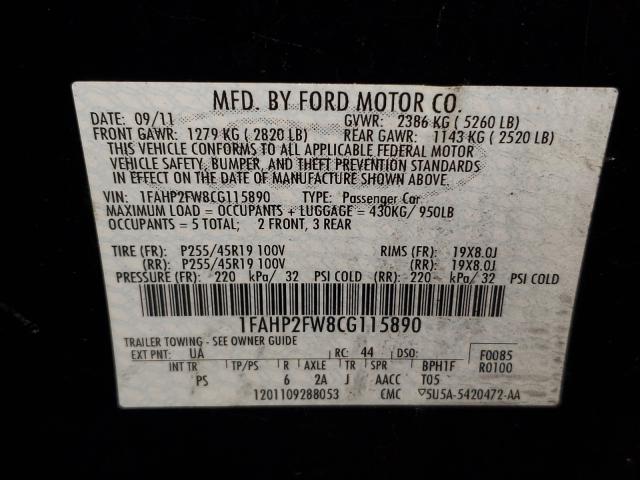 MFD. BY FORD MOTOR CO.
DATE: 09/11 GVWR: 2386 KG ( 5260 LB)
FRONT GAWR: 1279 KG ( 2820 LB) REAR GAWR: 1143 KG ( 2520 LB)
THIS VEHICLE CONFORMS TO ALL APPLICABLE FEDERAL MOTOR
VEHICLE SAFETY, BUMPER, AND THEFT PREVENTION STANDARDS
IN EFFECT ON THE DATE OF MANUFACTURE SHOWN ABOVE.
VIN: 1FAHP2FW8CG115890 TYPE: Passenger Car
MAXIMUM LOAD = OCCUPANTS + LUGGAGE = 430KG/ 950LB
OCCUPANTS = 5 TOTAL; 2 FRONT, 3 REAR
TIRE (FR): P255/45R19 100V RIMS (FR): 19X8.0J
(RR): P255/45R19 100V (RR): 19X8.0J
PRESSURE (FR): 220 kPa/ 32 PSI COLD (RR): 220 kPa/ 32 PSI COLD
1FAHP2FW8CG115890
TRAILER TOWING - SEE OWNER GUIDE
EXT PNT: UA RC: 44 DSO: F0085
INT TR TP/PS R AXLE TR SPR BPH1F R0100
PS 6 2A J AACC T05
1201109288053 CMC ▽5U5A-5420472-AA